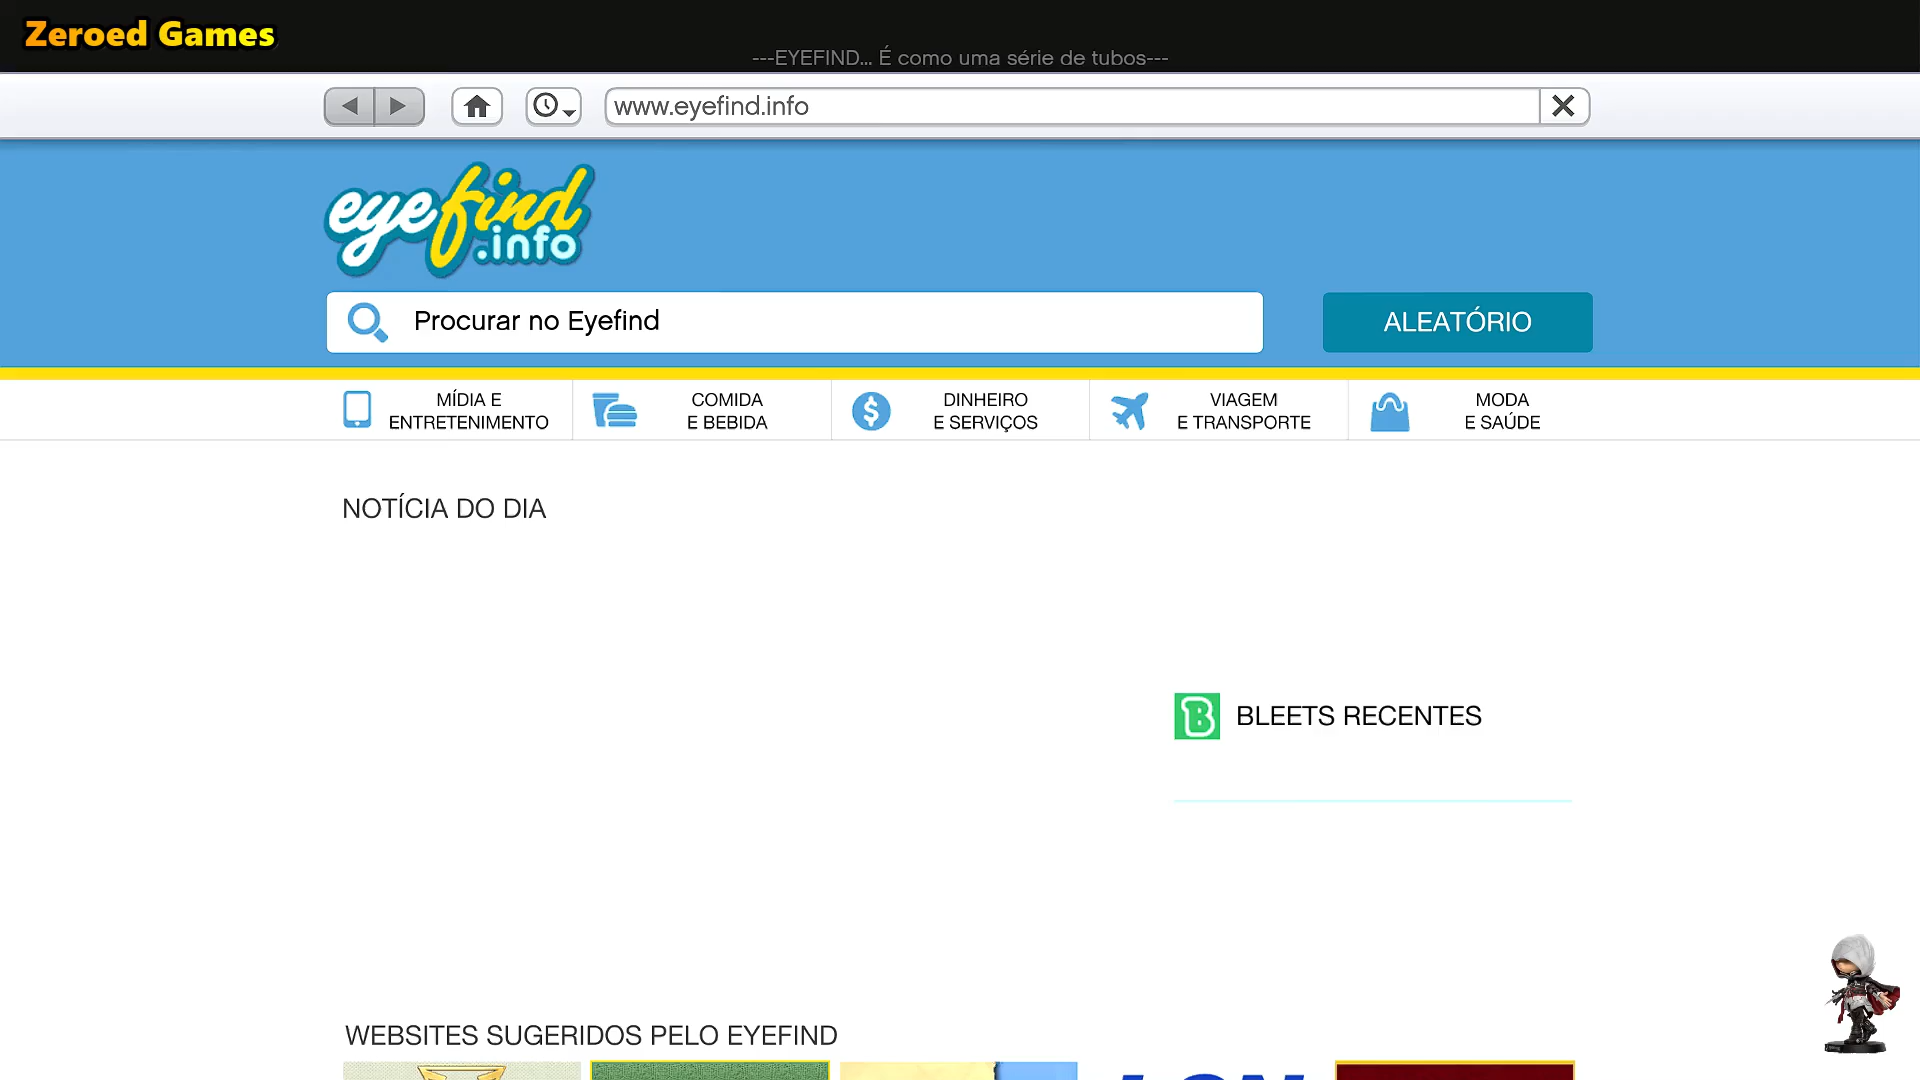 Zeroed Games
---EYEFIND... É como uma série de tubos---
www.eyefind.info
eyefind
.info
Procurar no Eyefind
ALEATÓRIO
MÍDIA E
ENTRETENIMENTO
COMIDA
E BEBIDA
DINHEIRO
E SERVIÇOS
VIAGEM
E TRANSPORTE
MODA
E SAÚDE
NOTÍCIA DO DIA
B
BLEETS RECENTES
WEBSITES SUGERIDOS PELO EYEFIND